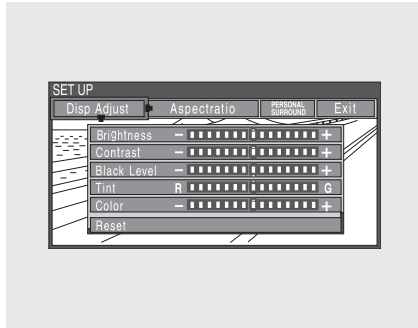 SET UP
Disp Adjust Aspectratio PERSONAL SURROUND Exit
Brightness – +
Contrast – +
Black Level – +
Tint R G
Color – +
Reset